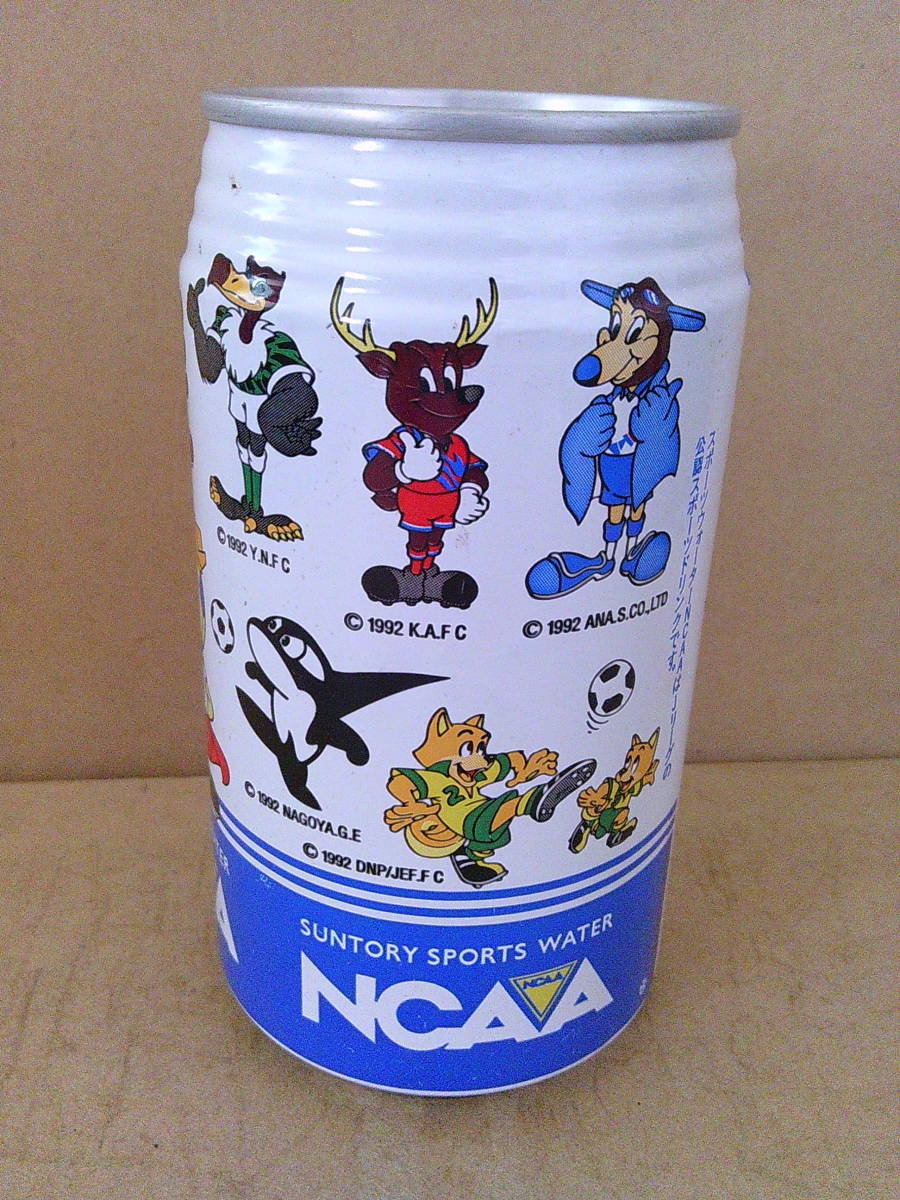 ©1992 Y.N.F C
© 1992 K.A.F C
© 1992 ANA.S.CO.,LTD
スポーツウォーターNCAAはJリーグの
公認スポーツドリンクです。
© 1992 NAGOYA.G.E
© 1992 DNP/JEF.F C
2
SUNTORY SPORTS WATER
NCAA
NCAA
TER
A